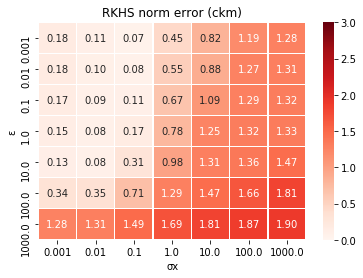 RKHS norm error (ckm)
0.001 0.18 0.11 0.07 0.45 0.82 1.19 1.28
0.01 0.18 0.10 0.08 0.55 0.88 1.27 1.31
0.1 0.17 0.09 0.11 0.67 1.09 1.29 1.32
1.0 0.15 0.08 0.17 0.78 1.25 1.32 1.33
10.0 0.13 0.08 0.31 0.98 1.31 1.36 1.47
100.0 0.34 0.35 0.71 1.29 1.47 1.66 1.81
1000.0 1.28 1.31 1.49 1.69 1.81 1.87 1.90
ε
0.001 0.01 0.1 1.0 10.0 100.0 1000.0
σx
3.0
2.5
2.0
1.5
1.0
0.5
0.0